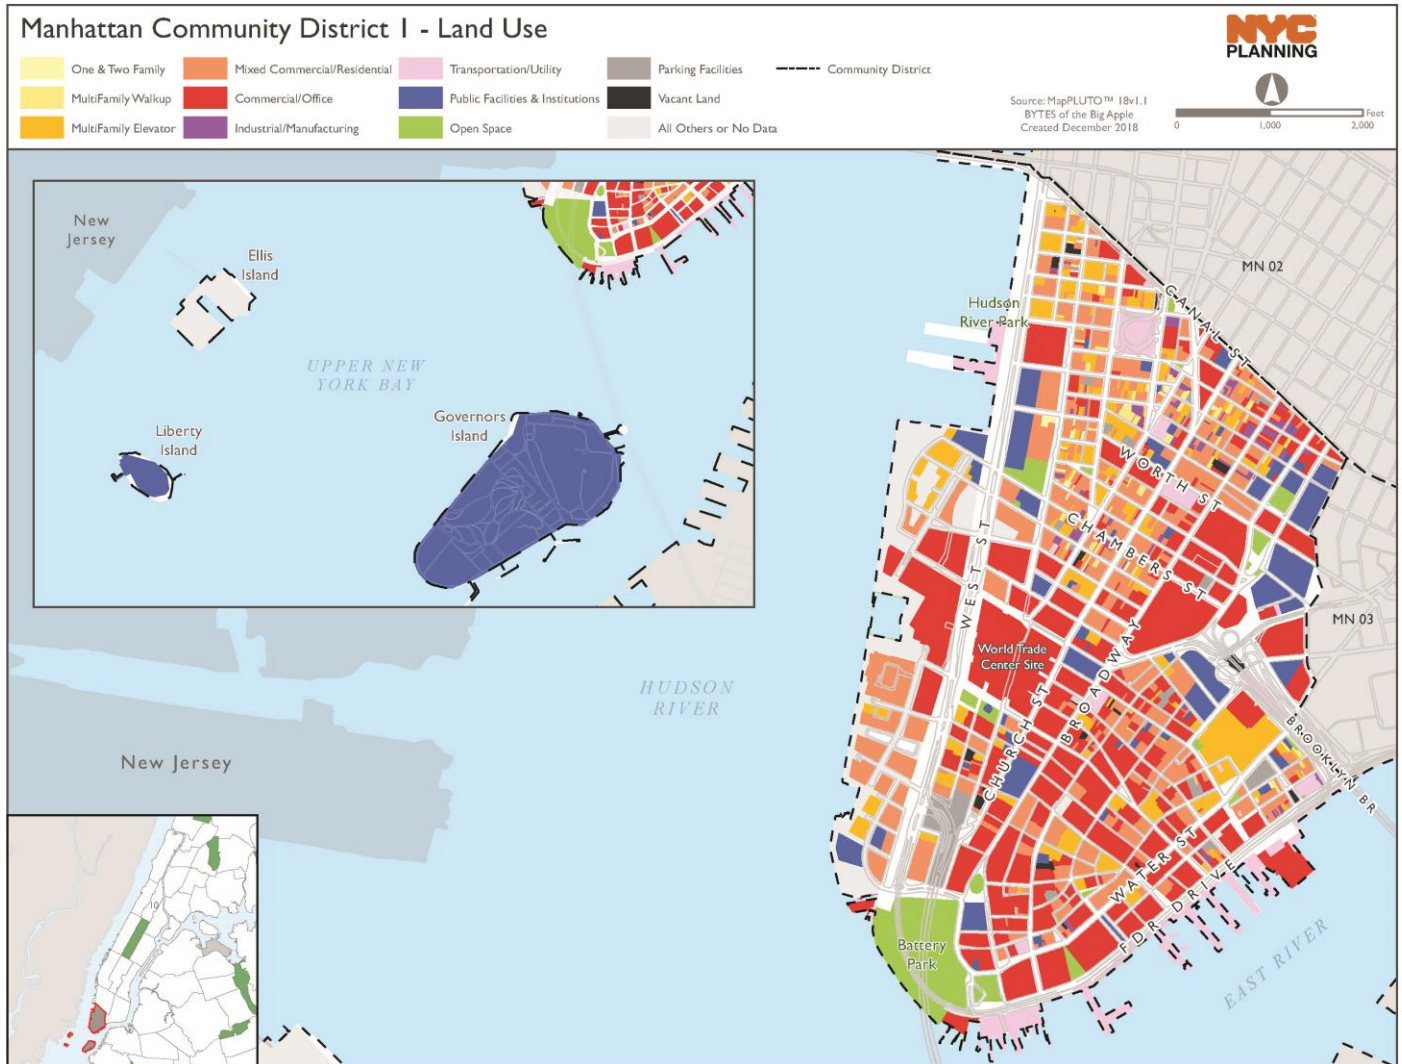 Manhattan Community District 1 - Land Use
NYC
PLANNING
One & Two Family
MultiFamily Walkup
MultiFamily Elevator
Mixed Commercial/Residential
Commercial/Office
Industrial/Manufacturing
Transportation/Utility
Public Facilities & Institutions
Open Space
Parking Facilities
Vacant Land
All Others or No Data
Community District
Source: MapPLUTO™ 18v1.1
BYTES of the Big Apple
Created December 2018
0 1,000 2,000 Feet
New
Jersey
Ellis
Island
UPPER NEW
YORK BAY
Liberty
Island
Governors
Island
MN 02
CANAL ST
Hudson
River Park
WORTH ST
CHAMBERS ST
WEST ST
MN 03
World Trade
Center Site
BROADWAY
CHURCH ST
HUDSON
RIVER
BROOKLYN BR
New Jersey
WATER ST
FDR DRIVE
Battery
Park
EAST RIVER
10